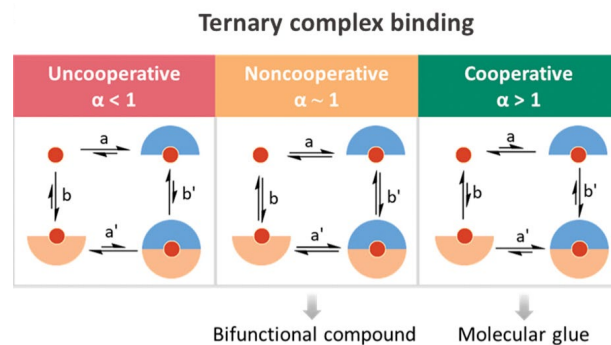 Ternary complex binding
Uncooperative
α < 1
Noncooperative
α ~ 1
Cooperative
α > 1
a
b
b'
a'
a
b
b'
a'
a
b
b'
a'
Bifunctional compound
Molecular glue